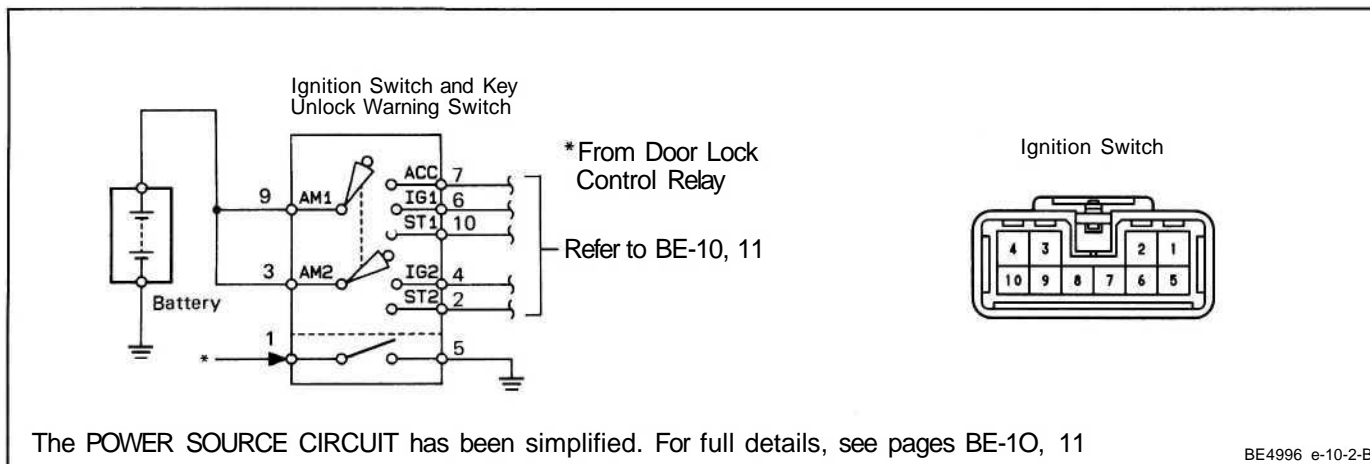 Ignition Switch and Key
Unlock Warning Switch
*From Door Lock
Control Relay
Ignition Switch
9 AM1 ACC 7
IG1 6
ST1 10
Refer to BE-10, 11
3 AM2 IG2 4
ST2 2
Battery
1 5
*
4 3 2 1
10 9 8 7 6 5
The POWER SOURCE CIRCUIT has been simplified. For full details, see pages BE-1O, 11
BE4996 e-10-2-E